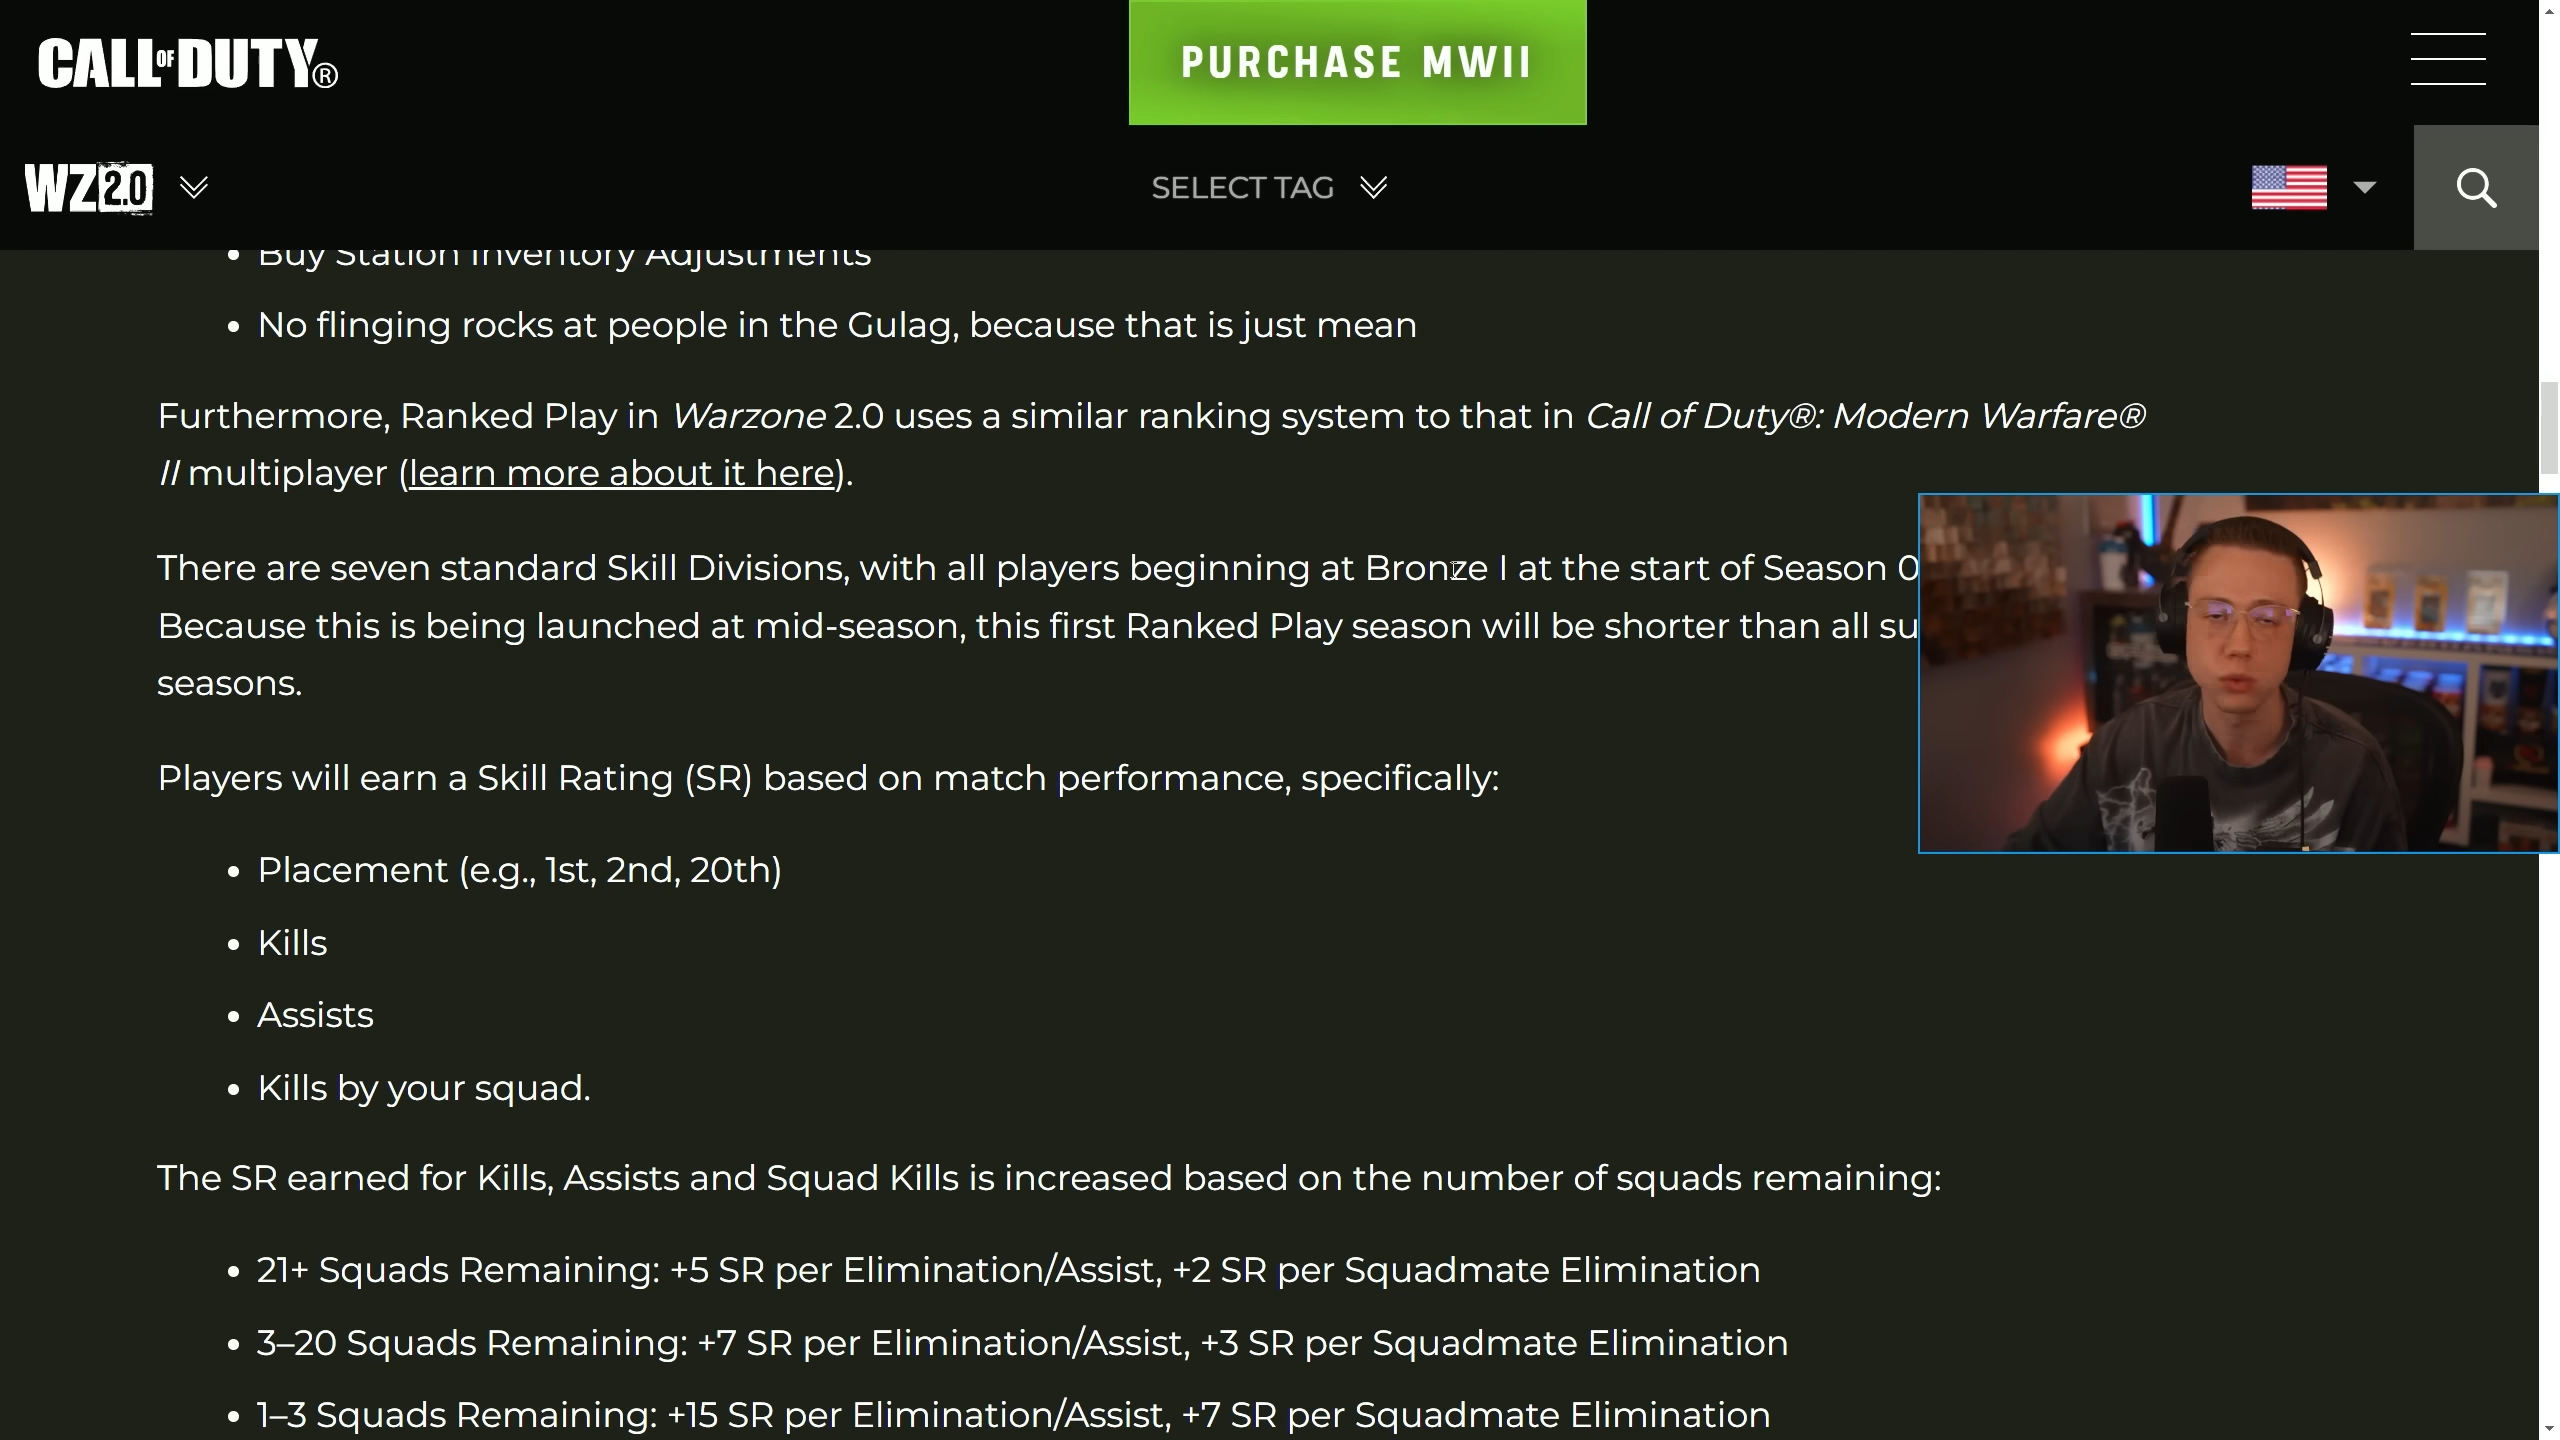 CALL OF DUTY®
PURCHASE MWII
WZ 2.0
SELECT TAG
Buy Station Inventory Adjustments
No flinging rocks at people in the Gulag, because that is just mean
Furthermore, Ranked Play in Warzone 2.0 uses a similar ranking system to that in Call of Duty®: Modern Warfare®
II multiplayer (learn more about it here).
There are seven standard Skill Divisions, with all players beginning at Bronze I at the start of Season 0
Because this is being launched at mid-season, this first Ranked Play season will be shorter than all su
seasons.
Players will earn a Skill Rating (SR) based on match performance, specifically:
Placement (e.g., 1st, 2nd, 20th)
Kills
Assists
Kills by your squad.
The SR earned for Kills, Assists and Squad Kills is increased based on the number of squads remaining:
21+ Squads Remaining: +5 SR per Elimination/Assist, +2 SR per Squadmate Elimination
3–20 Squads Remaining: +7 SR per Elimination/Assist, +3 SR per Squadmate Elimination
1–3 Squads Remaining: +15 SR per Elimination/Assist, +7 SR per Squadmate Elimination